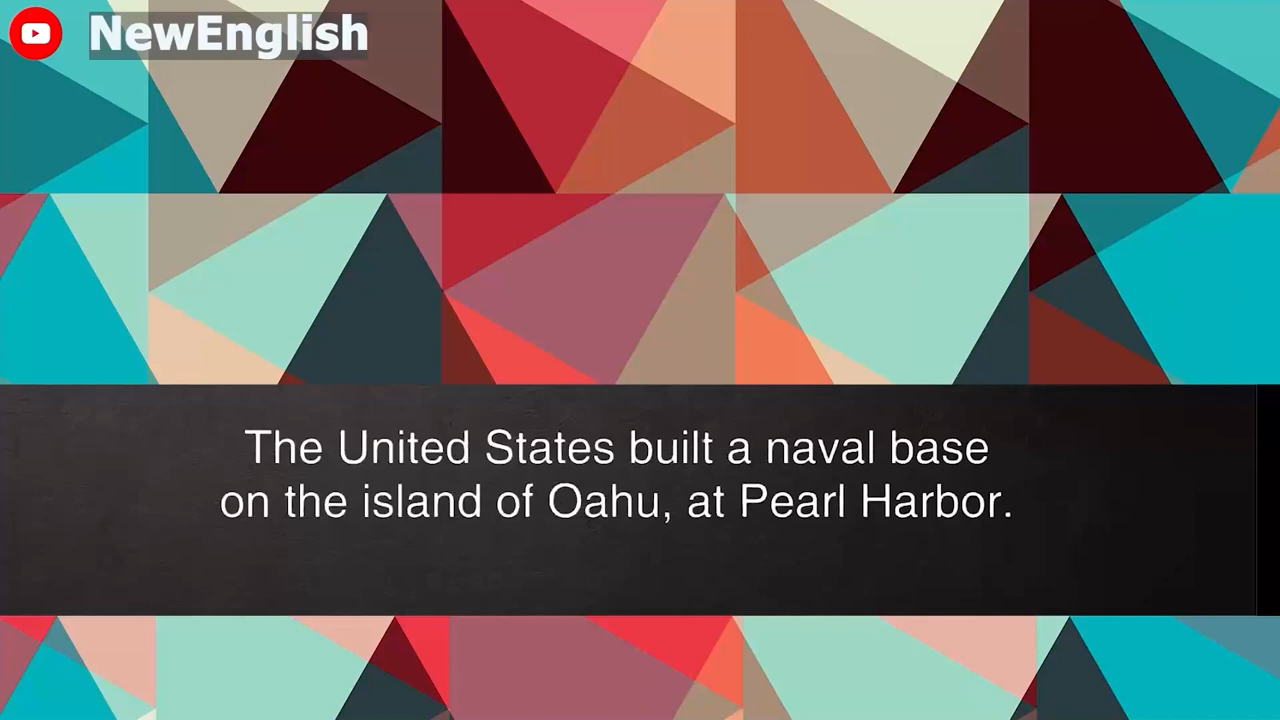 NewEnglish
The United States built a naval base
on the island of Oahu, at Pearl Harbor.